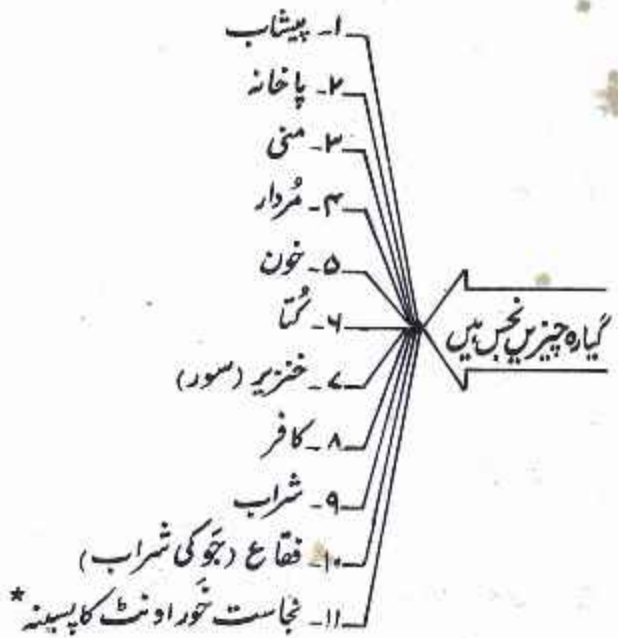 گیارہ چیزیں نجس ہیں
۱۔ پیشاب
۲۔ پاخانہ
۳۔ منی
۴۔ مُردار
۵۔ خون
۶۔ کُتّا
۷۔ خنزیر (سور)
۸۔ کافر
۹۔ شراب
۱۰۔ فقاع (جَو کی شراب)
۱۱۔ نجاست خَور اونٹ کا پسینہ *